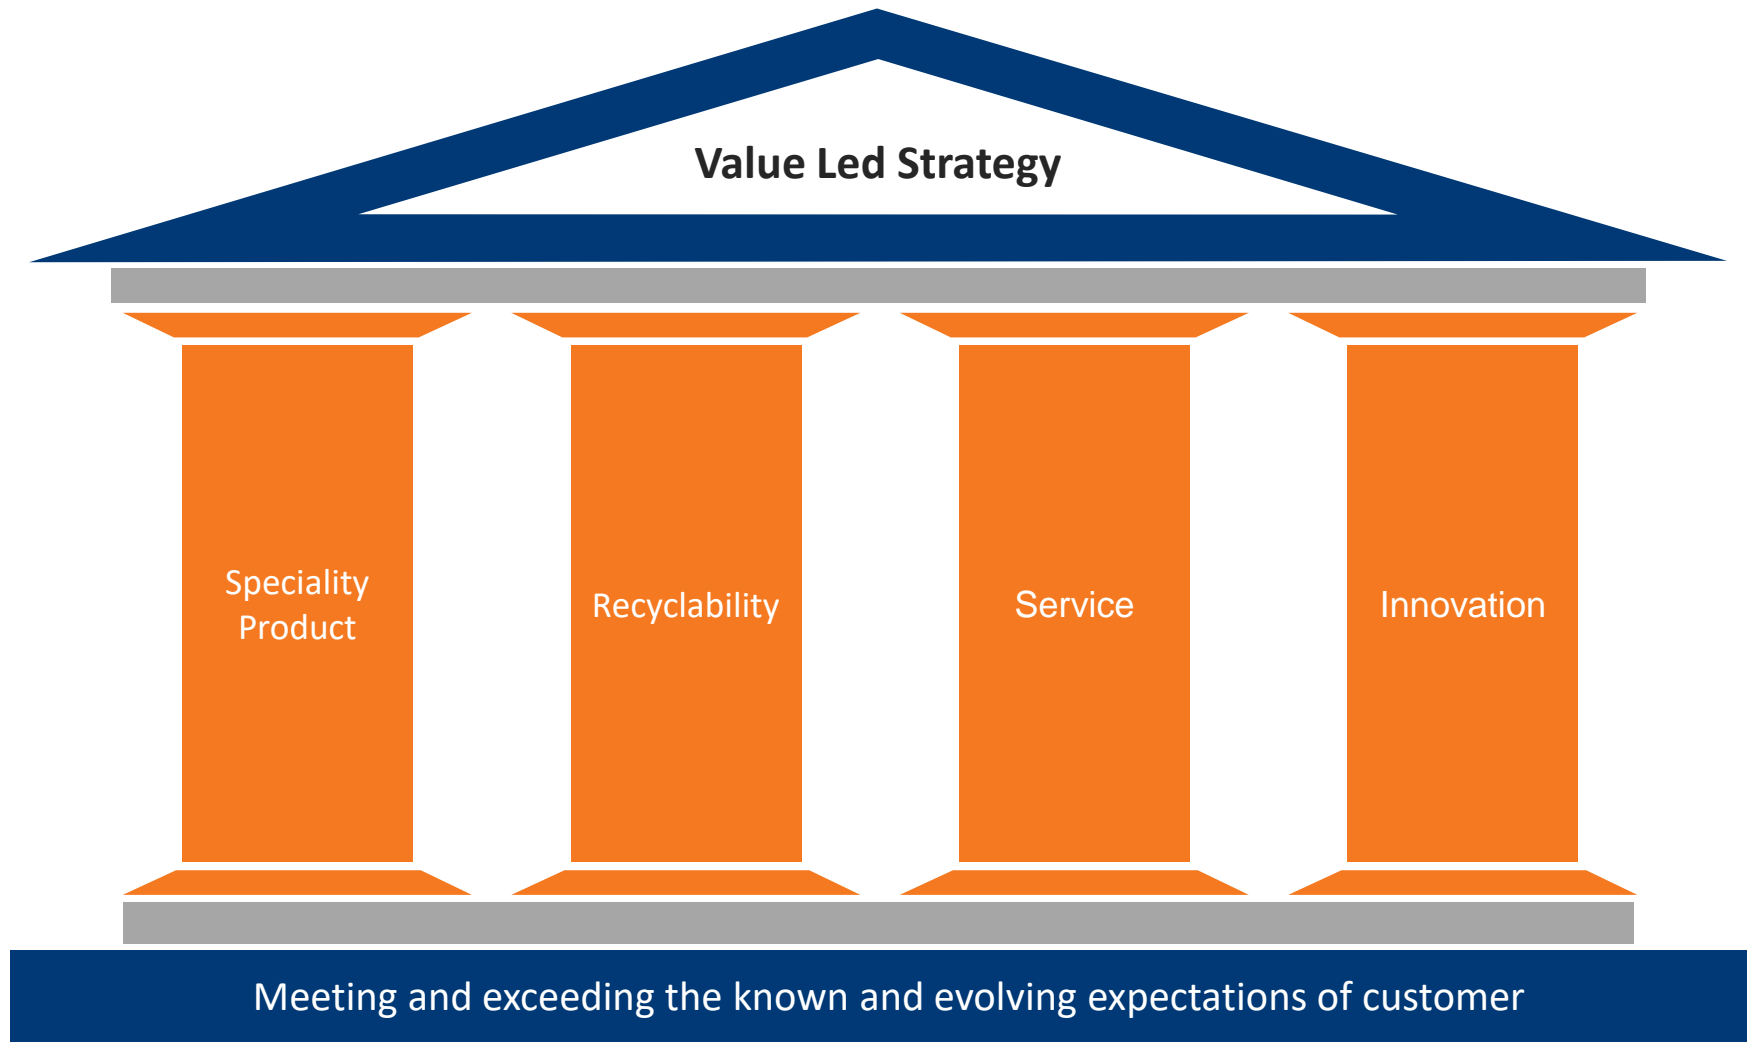 Value Led Strategy
Speciality
Product
Recyclability
Service
Innovation
Meeting and exceeding the known and evolving expectations of customer